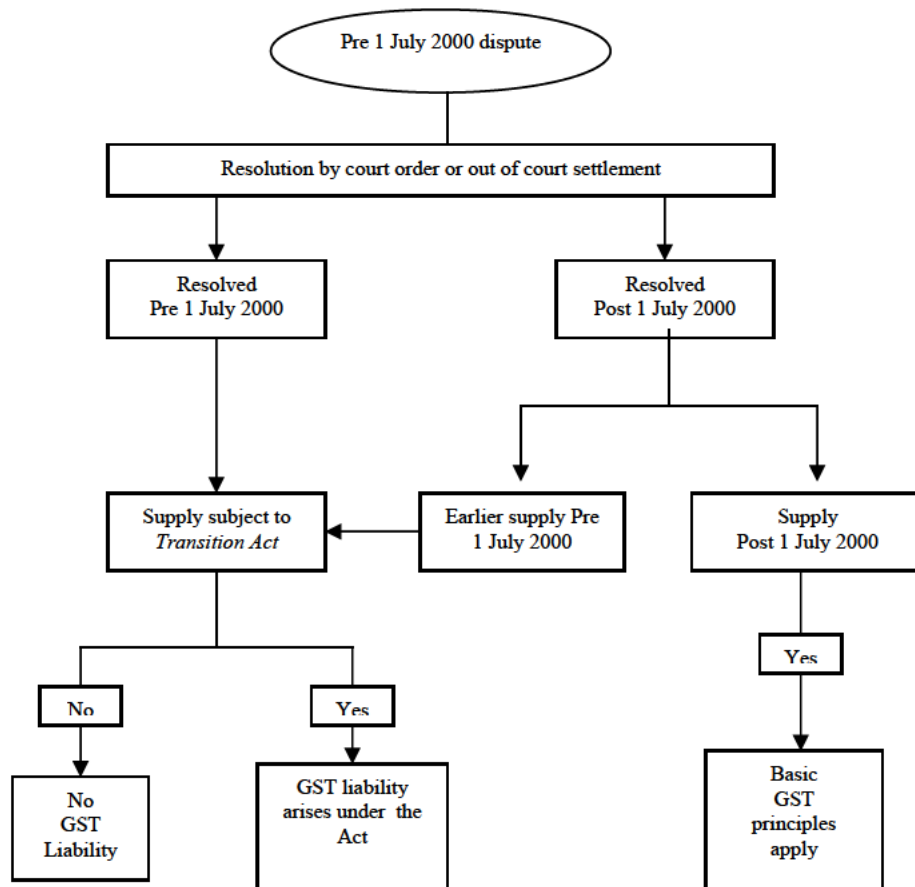 Pre 1 July 2000 dispute
Resolution by court order or out of court settlement
Resolved
Pre 1 July 2000
Resolved
Post 1 July 2000
Supply subject to
Transition Act
Earlier supply Pre
1 July 2000
Supply
Post 1 July 2000
No
Yes
Yes
No
GST
Liability
GST liability
arises under the
Act
Basic
GST
principles
apply